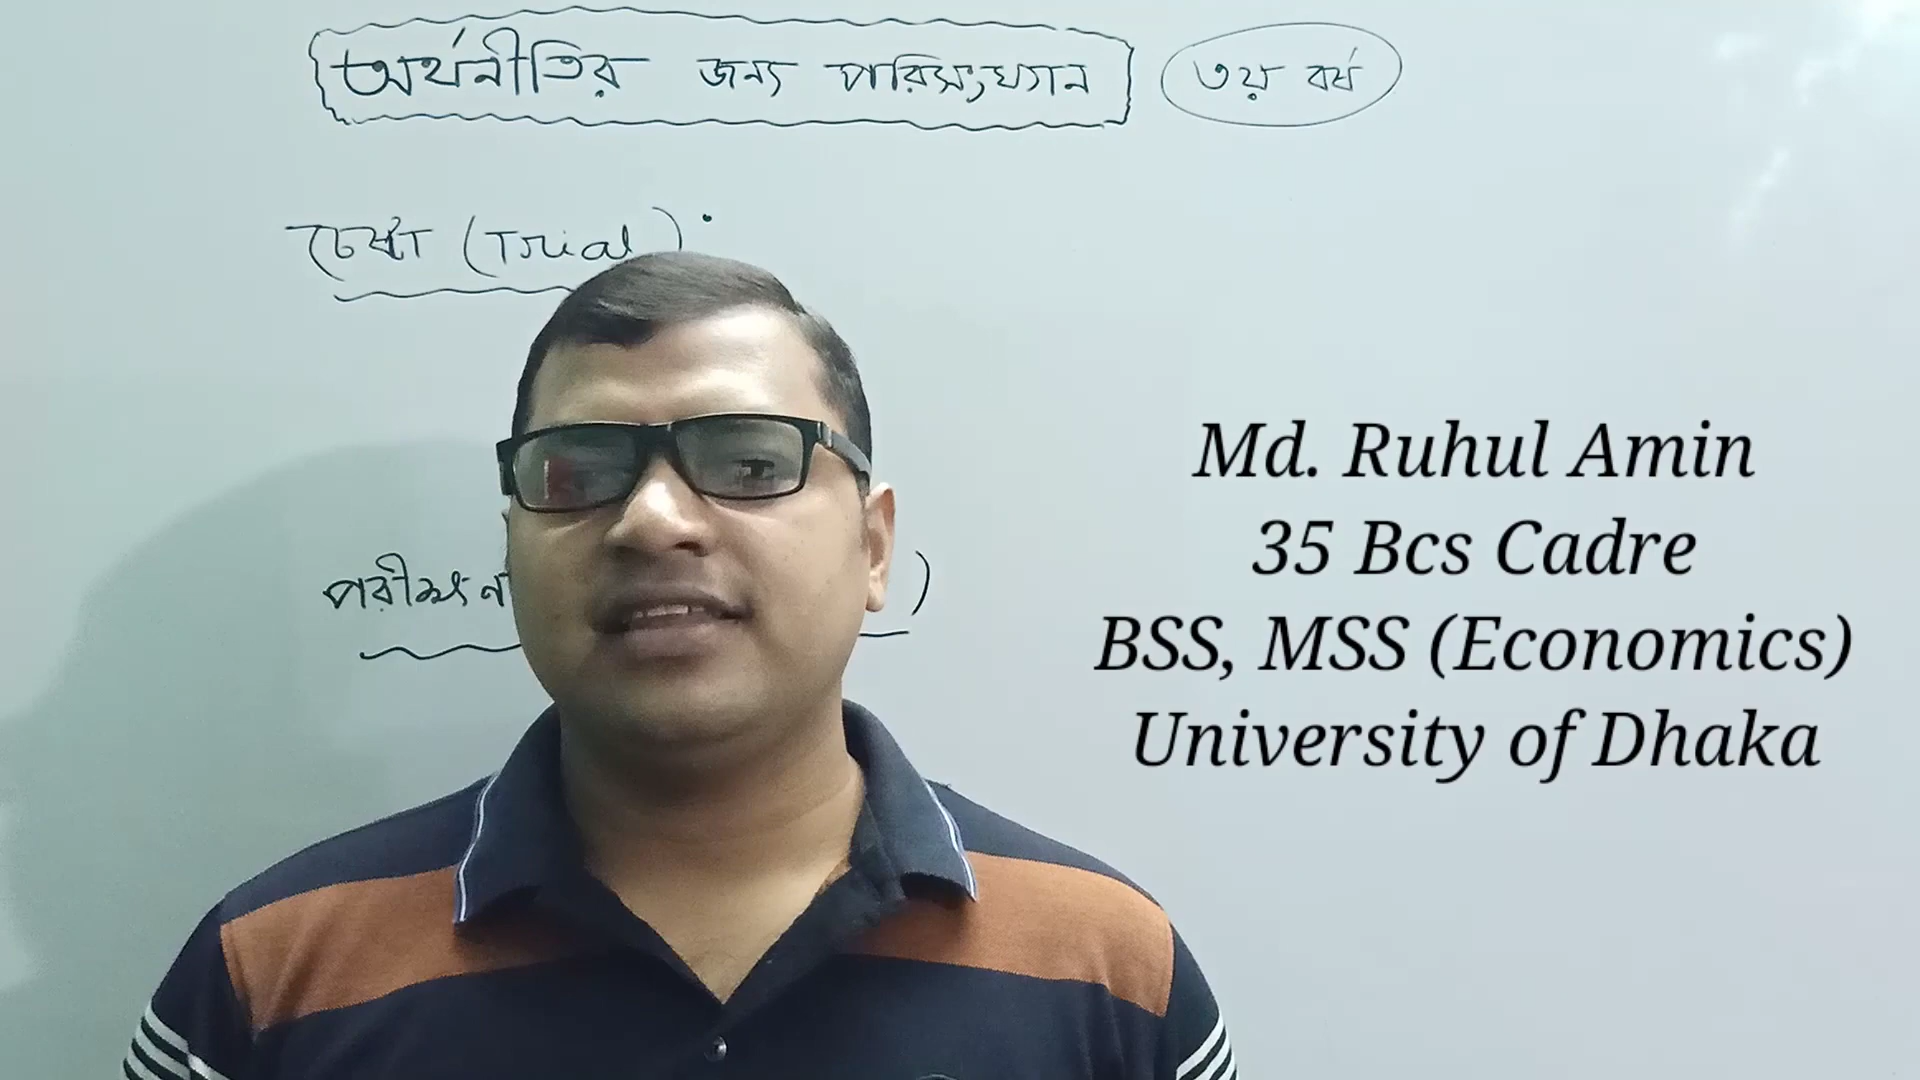 অর্থনীতির জন্য পরিসংখ্যান ৩য় বর্ষ
চেষ্টা (Trial) :
Md. Ruhul Amin
35 Bcs Cadre
BSS, MSS (Economics)
University of Dhaka
)